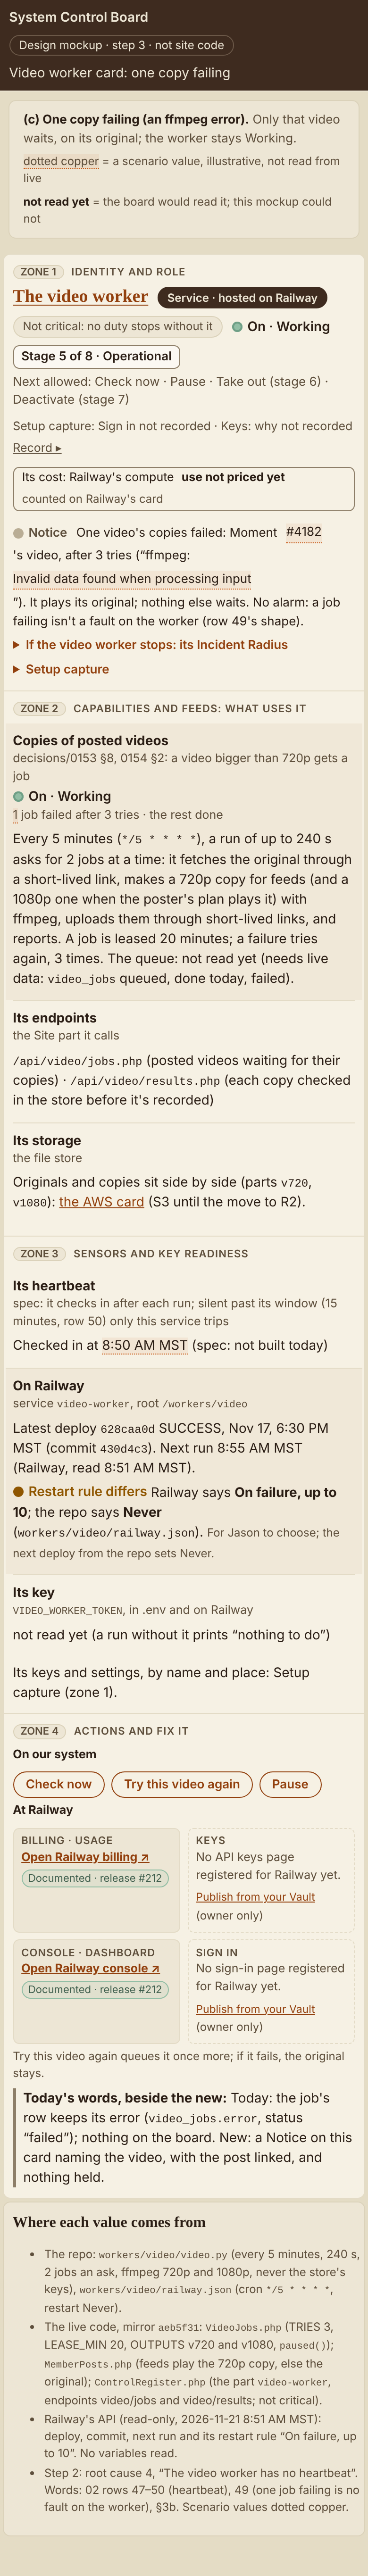 System Control Board
Design mockup · step 3 · not site code
Video worker card: one copy failing
(c) One copy failing (an ffmpeg error). Only that video
waits, on its original; the worker stays Working.
dotted copper = a scenario value, illustrative, not read from
live
not read yet = the board would read it; this mockup could
not
ZONE 1 IDENTITY AND ROLE
The video worker Service · hosted on Railway
Not critical: no duty stops without it On · Working
Stage 5 of 8 · Operational
Next allowed: Check now · Pause · Take out (stage 6) ·
Deactivate (stage 7)
Setup capture: Sign in not recorded · Keys: why not recorded
Record ▸
Its cost: Railway's compute use not priced yet
counted on Railway's card
Notice One video's copies failed: Moment #4182
's video, after 3 tries (“ffmpeg:
Invalid data found when processing input
”). It plays its original; nothing else waits. No alarm: a job
failing isn't a fault on the worker (row 49's shape).
▶ If the video worker stops: its Incident Radius
▶ Setup capture
ZONE 2 CAPABILITIES AND FEEDS: WHAT USES IT
Copies of posted videos
decisions/0153 §8, 0154 §2: a video bigger than 720p gets a
job
On · Working
1 job failed after 3 tries · the rest done
Every 5 minutes (*/5 * * * *), a run of up to 240 s
asks for 2 jobs at a time: it fetches the original through
a short-lived link, makes a 720p copy for feeds (and a
1080p one when the poster's plan plays it) with
ffmpeg, uploads them through short-lived links, and
reports. A job is leased 20 minutes; a failure tries
again, 3 times. The queue: not read yet (needs live
data: video_jobs queued, done today, failed).
Its endpoints
the Site part it calls
/api/video/jobs.php (posted videos waiting for their
copies) · /api/video/results.php (each copy checked
in the store before it's recorded)
Its storage
the file store
Originals and copies sit side by side (parts v720,
v1080): the AWS card (S3 until the move to R2).
ZONE 3 SENSORS AND KEY READINESS
Its heartbeat
spec: it checks in after each run; silent past its window (15
minutes, row 50) only this service trips
Checked in at 8:50 AM MST (spec: not built today)
On Railway
service video-worker, root /workers/video
Latest deploy 628caa0d SUCCESS, Nov 17, 6:30 PM
MST (commit 430d4c3). Next run 8:55 AM MST
(Railway, read 8:51 AM MST).
Restart rule differs Railway says On failure, up to
10; the repo says Never
(workers/video/railway.json). For Jason to choose; the
next deploy from the repo sets Never.
Its key
VIDEO_WORKER_TOKEN, in .env and on Railway
not read yet (a run without it prints “nothing to do”)
Its keys and settings, by name and place: Setup
capture (zone 1).
ZONE 4 ACTIONS AND FIX IT
On our system
Check now Try this video again Pause
At Railway
BILLING · USAGE
Open Railway billing ↗
Documented · release #212
KEYS
No API keys page
registered for Railway yet.
Publish from your Vault
(owner only)
CONSOLE · DASHBOARD
Open Railway console ↗
Documented · release #212
SIGN IN
No sign-in page registered
for Railway yet.
Publish from your Vault
(owner only)
Try this video again queues it once more; if it fails, the original
stays.
Today's words, beside the new: Today: the job's
row keeps its error (video_jobs.error, status
“failed”); nothing on the board. New: a Notice on this
card naming the video, with the post linked, and
nothing held.
Where each value comes from
• The repo: workers/video/video.py (every 5 minutes, 240 s,
2 jobs an ask, ffmpeg 720p and 1080p, never the store's
keys), workers/video/railway.json (cron */5 * * * *,
restart Never).
• The live code, mirror aeb5f31: VideoJobs.php (TRIES 3,
LEASE_MIN 20, OUTPUTS v720 and v1080, paused());
MemberPosts.php (feeds play the 720p copy, else the
original); ControlRegister.php (the part video-worker,
endpoints video/jobs and video/results; not critical).
• Railway's API (read-only, 2026-11-21 8:51 AM MST):
deploy, commit, next run and its restart rule “On failure, up
to 10”. No variables read.
• Step 2: root cause 4, “The video worker has no heartbeat”.
Words: 02 rows 47–50 (heartbeat), 49 (one job failing is no
fault on the worker), §3b. Scenario values dotted copper.